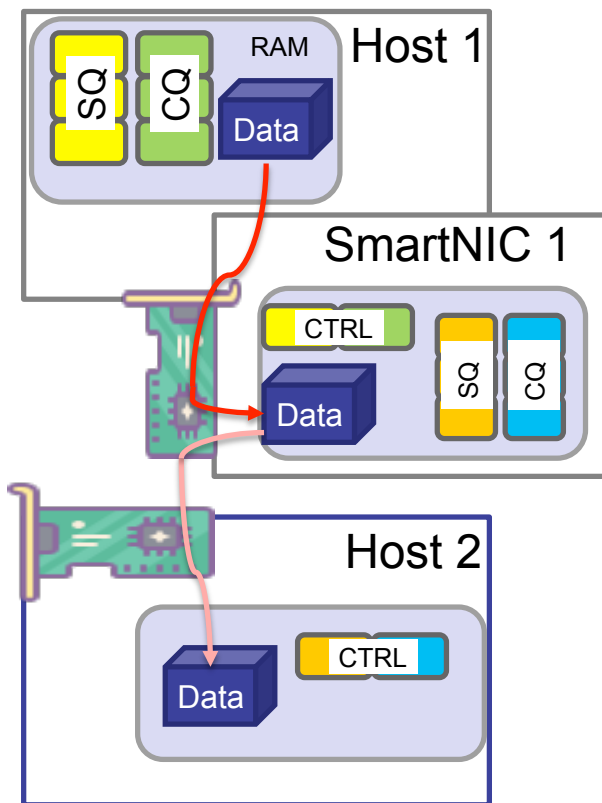 Host 1
RAM
SQ
CQ
Data
SmartNIC 1
CTRL
SQ
CQ
Data
Host 2
CTRL
Data